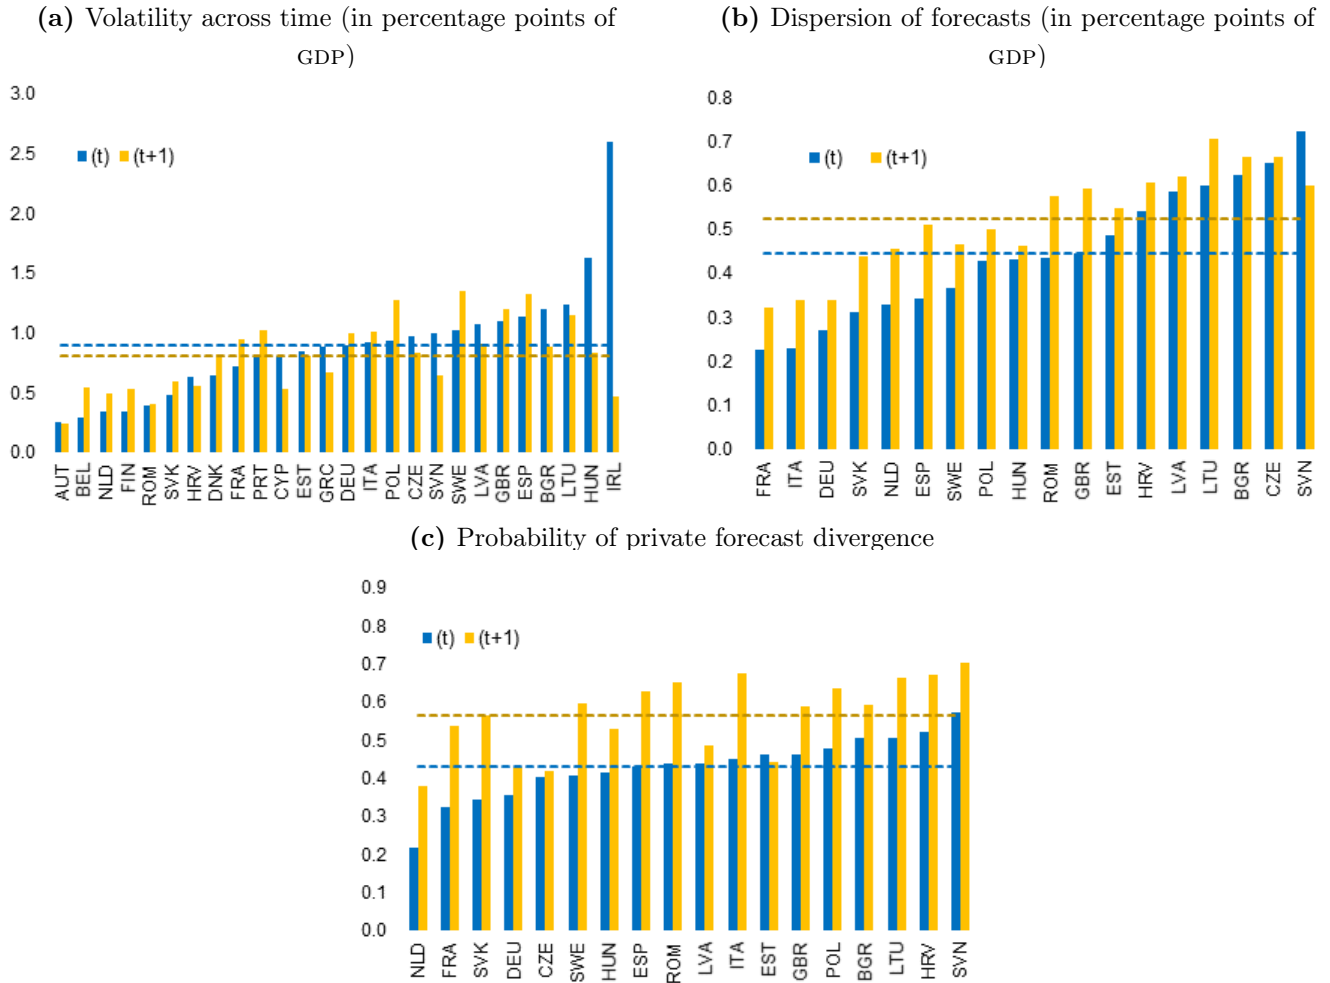 (a) Volatility across time (in percentage points of
GDP)
3.0
2.5
2.0
1.5
1.0
0.5
0.0
(t) (t+1)
AUT BEL NLD FIN ROM SVK HRV DNK FRA PRT CYP EST GRC DEU ITA POL CZE SVN SWE LVA GBR ESP BGR LTU HUN IRL
(b) Dispersion of forecasts (in percentage points of
GDP)
0.8
0.7
0.6
0.5
0.4
0.3
0.2
0.1
0.0
(t) (t+1)
FRA ITA DEU SVK NLD ESP SWE POL HUN ROM GBR EST HRV LVA LTU BGR CZE SVN
(c) Probability of private forecast divergence
0.9
0.8
0.7
0.6
0.5
0.4
0.3
0.2
0.1
0.0
(t) (t+1)
NLD FRA SVK DEU CZE SWE HUN ESP ROM LVA ITA EST GBR POL BGR LTU HRV SVN